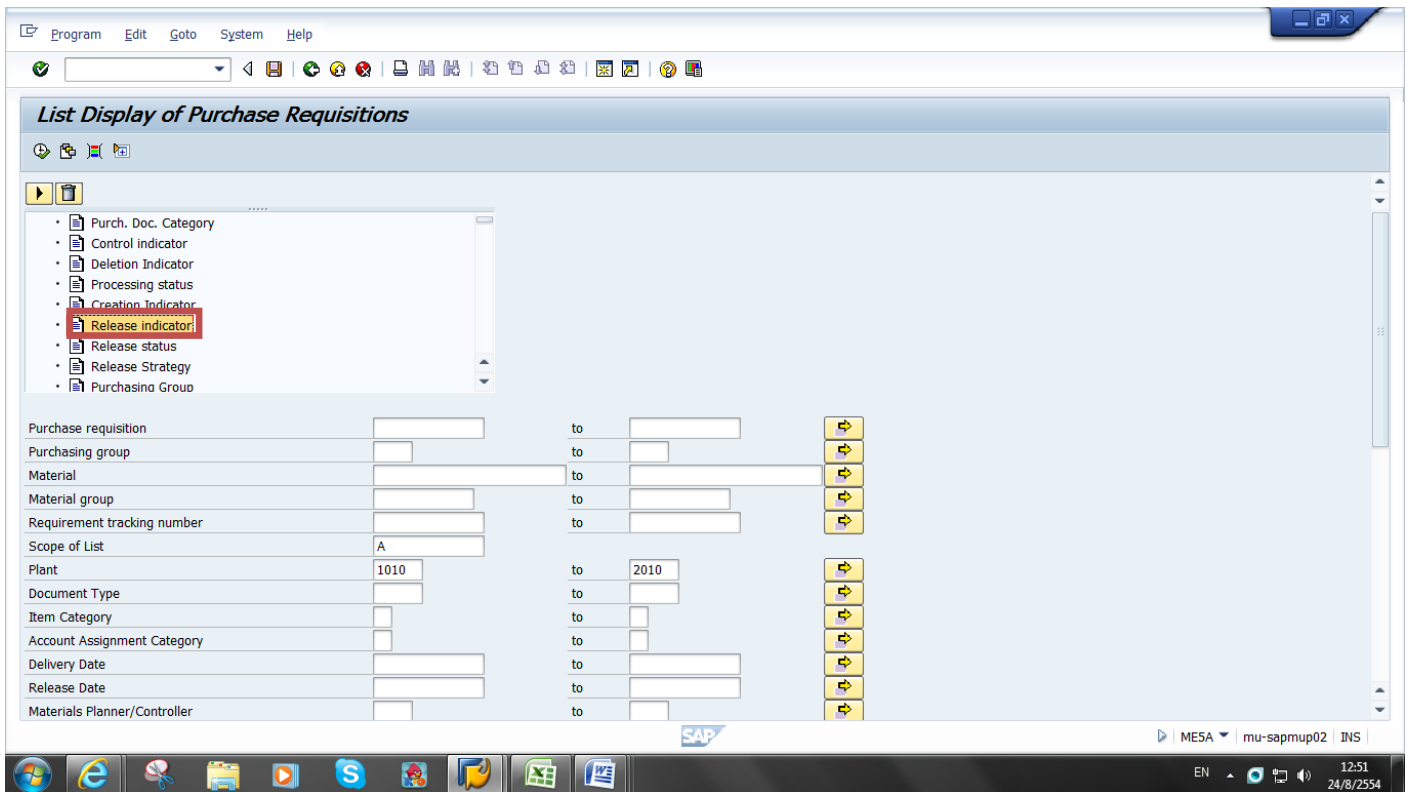 Program Edit Goto System Help
List Display of Purchase Requisitions
Purch. Doc. Category
Control indicator
Deletion Indicator
Processing status
Creation Indicator
Release indicator
Release status
Release Strategy
Purchasing Group
Purchase requisition to
Purchasing group to
Material to
Material group to
Requirement tracking number to
Scope of List A
Plant 1010 to 2010
Document Type to
Item Category to
Account Assignment Category to
Delivery Date to
Release Date to
Materials Planner/Controller to
SAP ME5A mu-sapmup02 INS
EN 12:51
24/8/2554